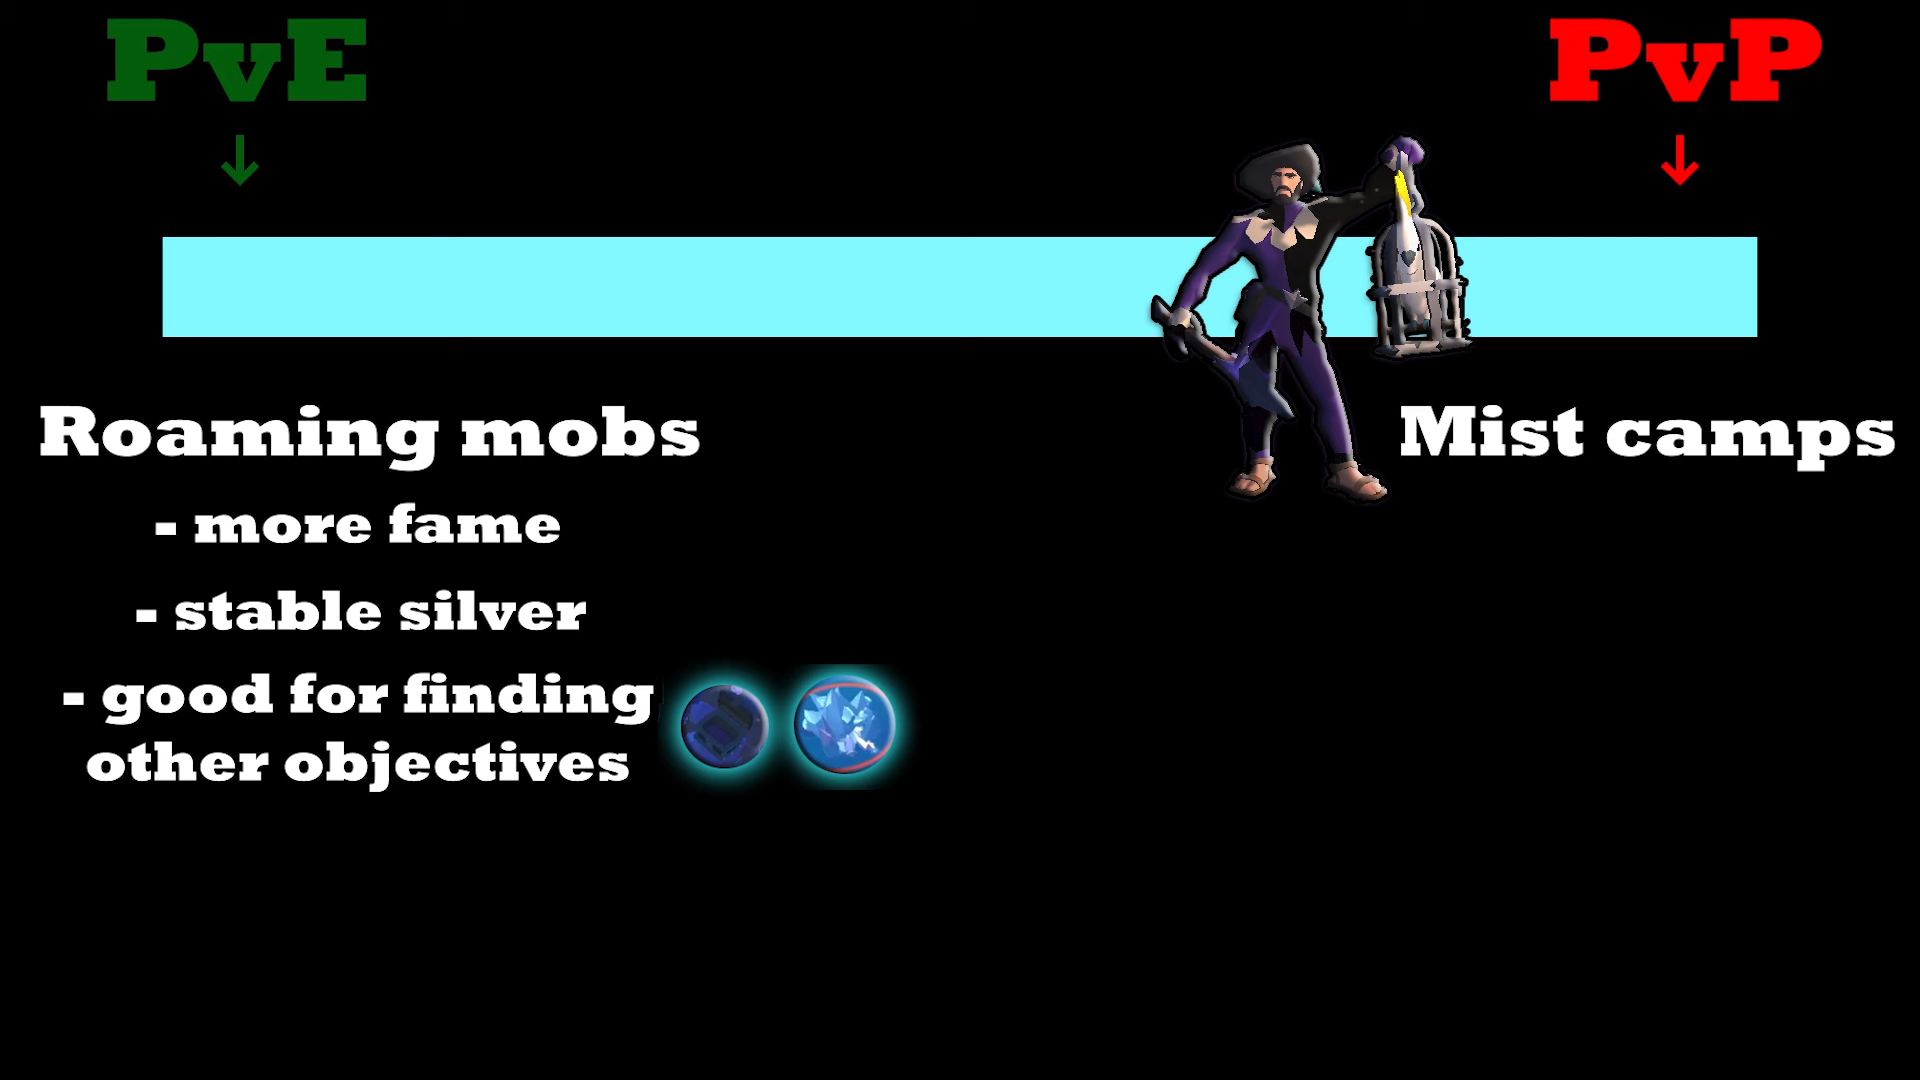 PvE
PvP
Roaming mobs
- more fame
- stable silver
- good for finding
other objectives
Mist camps